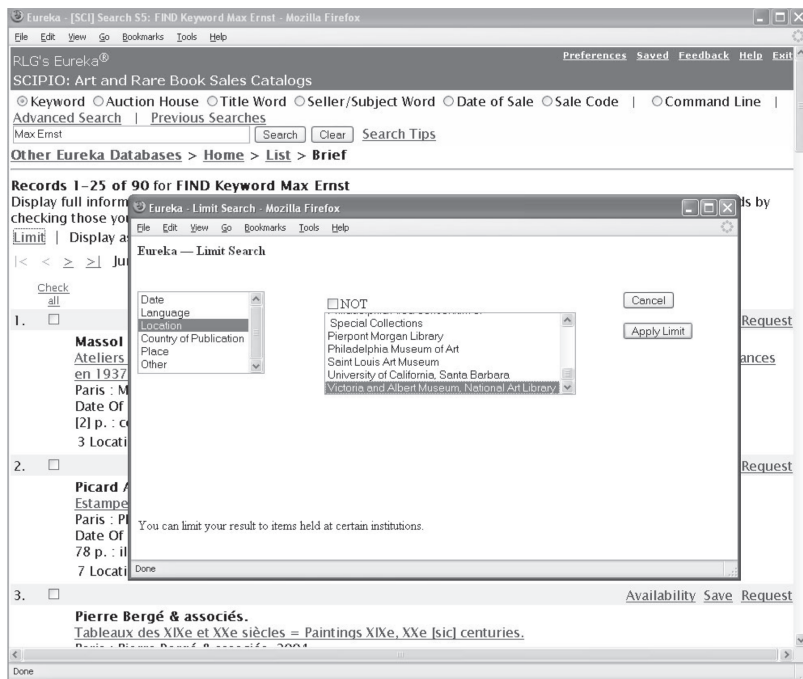 Eureka - [SCI] Search S5: FIND Keyword Max Ernst - Mozilla Firefox
File Edit View Go Bookmarks Tools Help
RLG's Eureka®
Preferences Saved Feedback Help Exit
SCIPIO: Art and Rare Book Sales Catalogs
Keyword Auction House Title Word Seller/Subject Word Date of Sale Sale Code | Command Line |
Advanced Search | Previous Searches
Max Ernst Search Clear Search Tips
Other Eureka Databases > Home > List > Brief
Records 1-25 of 90 for FIND Keyword Max Ernst
Display full inform
ds by
checking those you
Limit | Display as
|< < > >| Ju
Check
all
1.
Request
Massol
Ateliers
ances
en 1937
Paris : M
Date Of
[2] p. : c
3 Locati
2.
Request
Picard A
Estampe
Paris : Pl
Date Of
78 p. : il
7 Locati
Eureka - Limit Search - Mozilla Firefox
File Edit View Go Bookmarks Tools Help
Eureka — Limit Search
Date
Language
Location
Country of Publication
Place
Other
NOT
Special Collections
Pierpont Morgan Library
Philadelphia Museum of Art
Saint Louis Art Museum
University of California, Santa Barbara
Victoria and Albert Museum, National Art Library
Cancel
Apply Limit
You can limit your result to items held at certain institutions.
Done
3.
Availability Save Request
Pierre Bergé & associés.
Tableaux des XIXe et XXe siècles = Paintings XIXe, XXe [sic] centuries.
Done